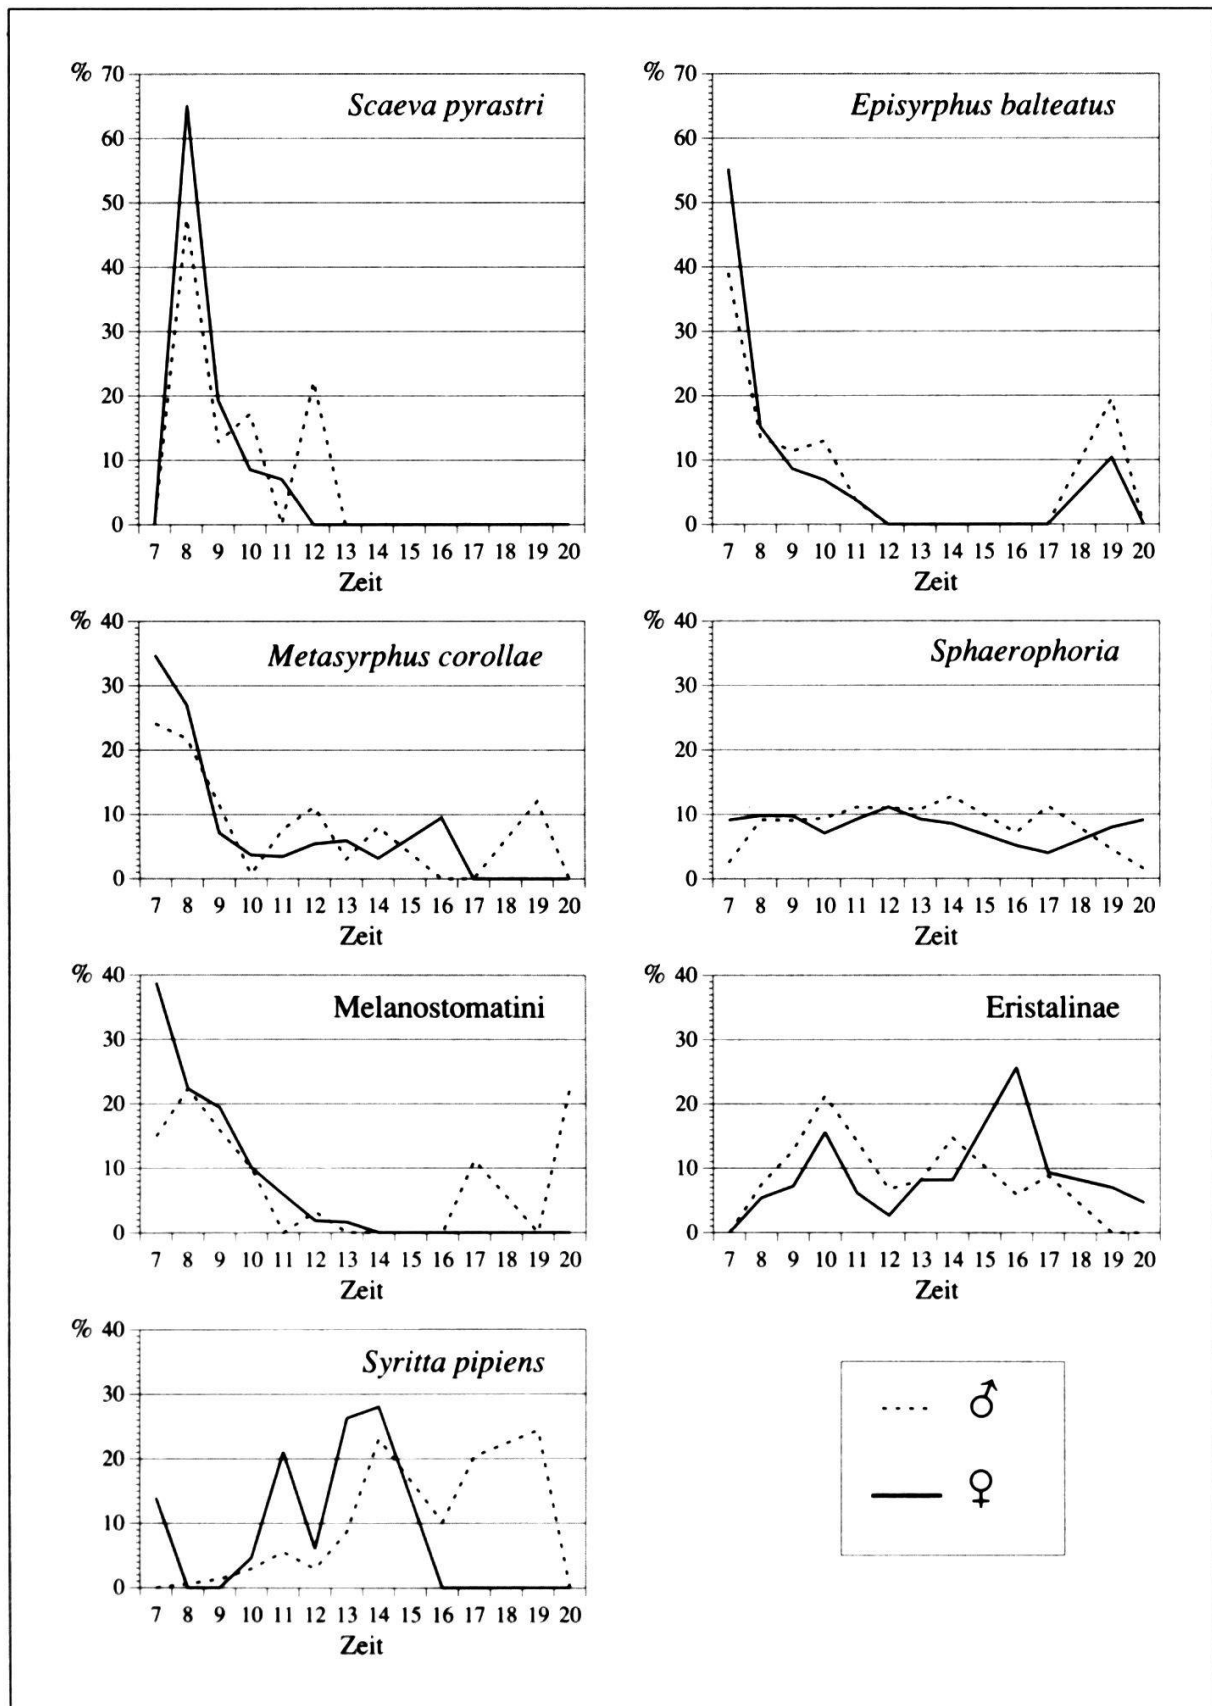 % 70
60
50
40
30
20
10
0
Scaeva pyrastri
7 8 9 10 11 12 13 14 15 16 17 18 19 20
Zeit
% 70
60
50
40
30
20
10
0
Episyrphus balteatus
7 8 9 10 11 12 13 14 15 16 17 18 19 20
Zeit
% 40
30
20
10
0
Metasyrphus corollae
7 8 9 10 11 12 13 14 15 16 17 18 19 20
Zeit
% 40
30
20
10
0
Sphaerophoria
7 8 9 10 11 12 13 14 15 16 17 18 19 20
Zeit
% 40
30
20
10
0
Melanostomatini
7 8 9 10 11 12 13 14 15 16 17 18 19 20
Zeit
% 40
30
20
10
0
Eristalinae
7 8 9 10 11 12 13 14 15 16 17 18 19 20
Zeit
% 40
30
20
10
0
Syritta pipiens
7 8 9 10 11 12 13 14 15 16 17 18 19 20
Zeit
♂
♀